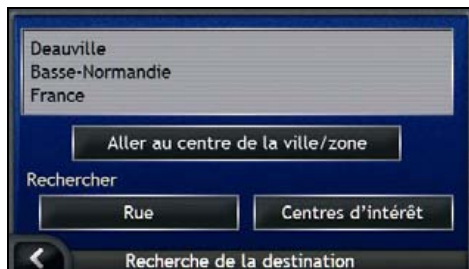 Deauville
Basse-Normandie
France
Aller au centre de la ville/zone
Rechercher
Rue Centres d'intérêt
Recherche de la destination